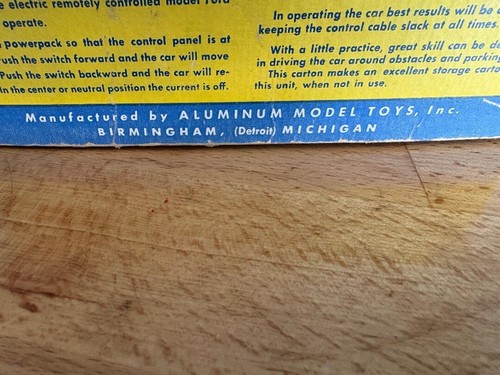 electric remotely controlled model Ford
operate.
powerpack so that the control panel is at
Push the switch forward and the car will move
Push the switch backward and the car will re-
In the center or neutral position the current is off.
In operating the car best results will be
keeping the control cable slack at all times.
With a little practice, great skill can be
in driving the car around obstacles and
This carton makes an excellent storage
this unit, when not in use.
Manufactured by ALUMINUM MODEL TOYS, Inc.
BIRMINGHAM, (Detroit) MICHIGAN